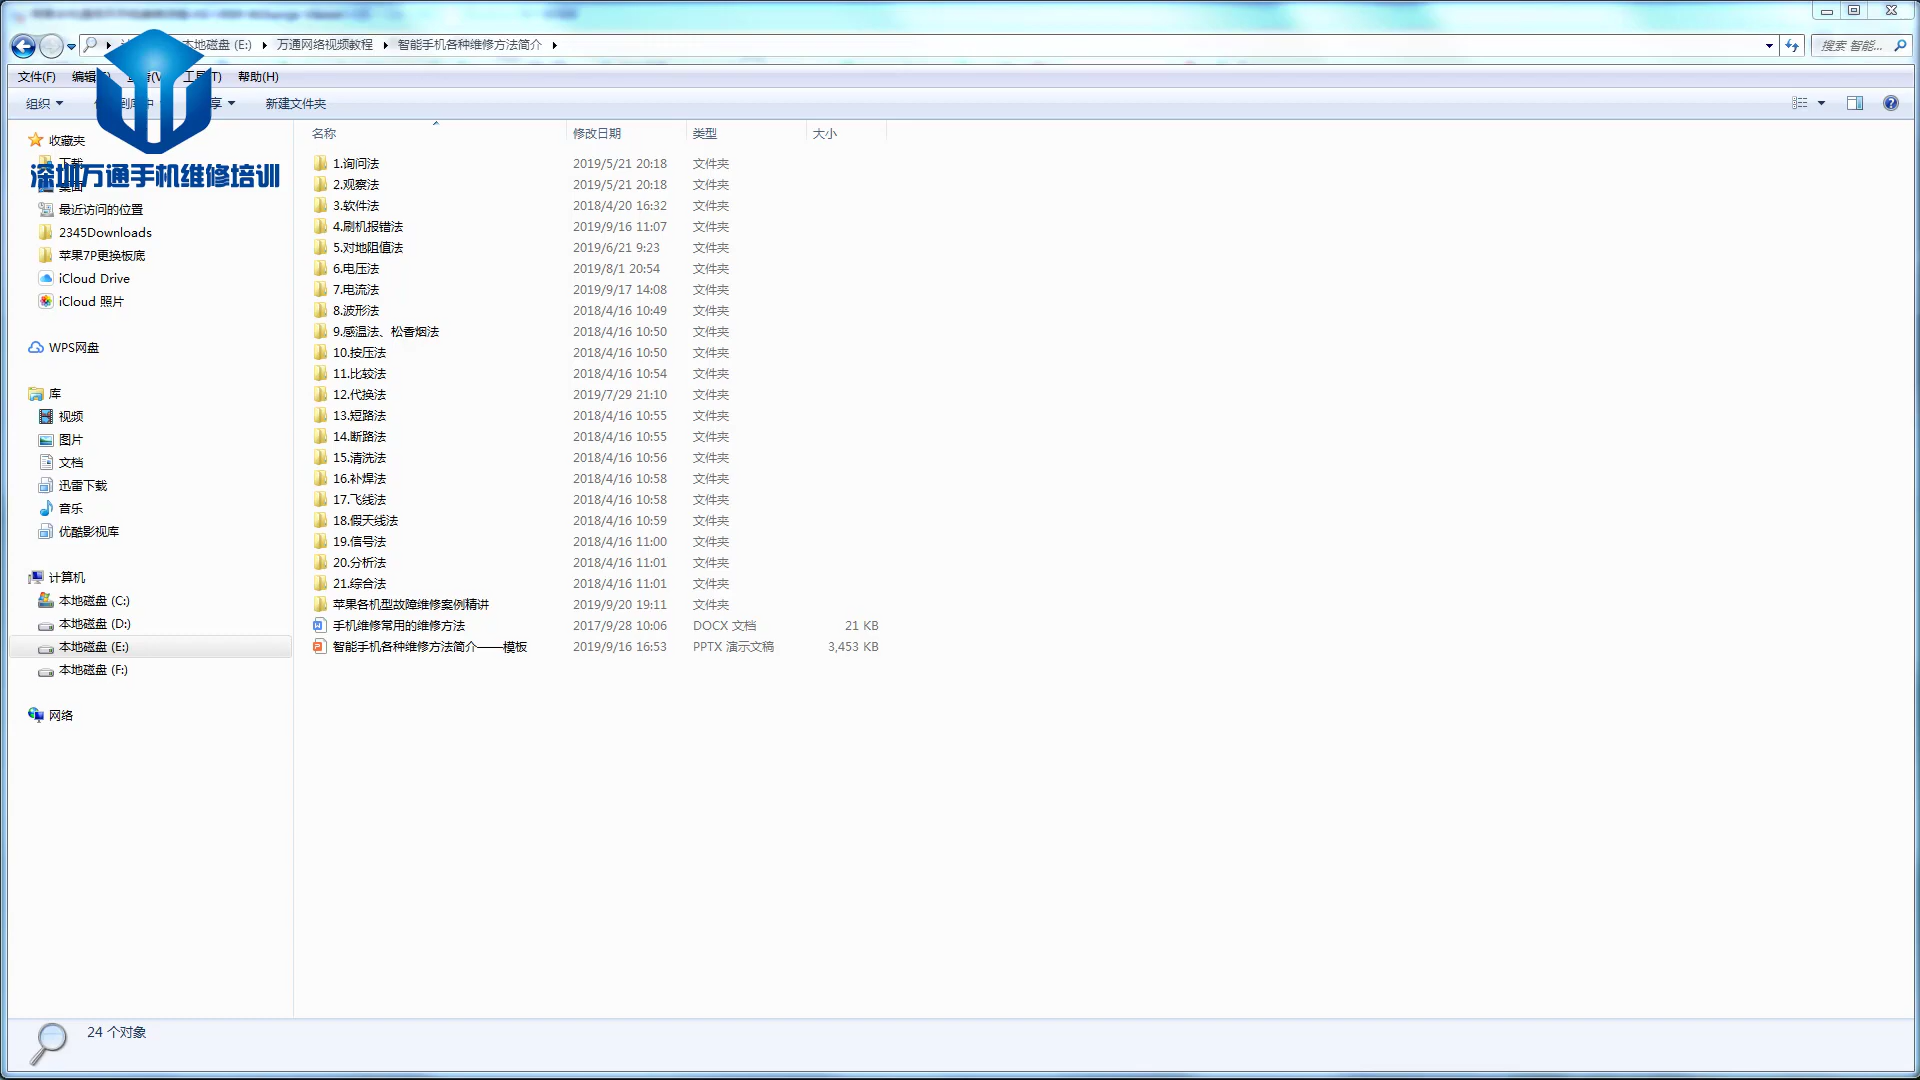 本地磁盘 (E:) 万通网络视频教程 智能手机各种维修方法简介
搜索 智能...
文件(F) 编辑 工具(T) 帮助(H)
组织 新建文件夹
深圳万通手机维修培训
收藏夹
下载
桌面
最近访问的位置
2345Downloads
苹果7P更换板底
iCloud Drive
iCloud 照片
WPS网盘
库
视频
图片
文档
迅雷下载
音乐
优酷影视库
计算机
本地磁盘 (C:)
本地磁盘 (D:)
本地磁盘 (E:)
本地磁盘 (F:)
网络
名称 修改日期 类型 大小
1.询问法 2019/5/21 20:18 文件夹
2.观察法 2019/5/21 20:18 文件夹
3.软件法 2018/4/20 16:32 文件夹
4.刷机报错法 2019/9/16 11:07 文件夹
5.对地阻值法 2019/6/21 9:23 文件夹
6.电压法 2019/8/1 20:54 文件夹
7.电流法 2019/9/17 14:08 文件夹
8.波形法 2018/4/16 10:49 文件夹
9.感温法、松香烟法 2018/4/16 10:50 文件夹
10.按压法 2018/4/16 10:50 文件夹
11.比较法 2018/4/16 10:54 文件夹
12.代换法 2019/7/29 21:10 文件夹
13.短路法 2018/4/16 10:55 文件夹
14.断路法 2018/4/16 10:55 文件夹
15.清洗法 2018/4/16 10:56 文件夹
16.补焊法 2018/4/16 10:58 文件夹
17.飞线法 2018/4/16 10:58 文件夹
18.假天线法 2018/4/16 10:59 文件夹
19.信号法 2018/4/16 11:00 文件夹
20.分析法 2018/4/16 11:01 文件夹
21.综合法 2018/4/16 11:01 文件夹
苹果各机型故障维修案例精讲 2019/9/20 19:11 文件夹
手机维修常用的维修方法 2017/9/28 10:06 DOCX 文档 21 KB
智能手机各种维修方法简介——模板 2019/9/16 16:53 PPTX 演示文稿 3,453 KB
24 个对象